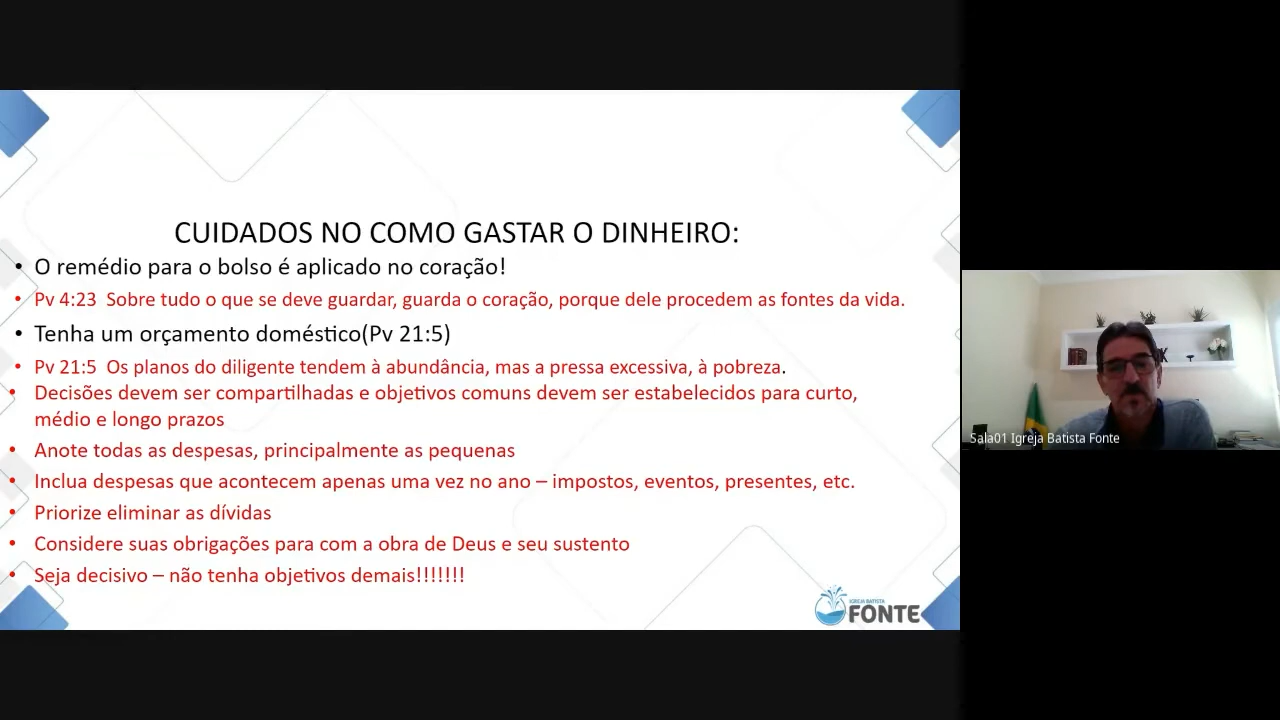 CUIDADOS NO COMO GASTAR O DINHEIRO:
• O remédio para o bolso é aplicado no coração!
• Pv 4:23 Sobre tudo o que se deve guardar, guarda o coração, porque dele procedem as fontes da vida.
• Tenha um orçamento doméstico(Pv 21:5)
• Pv 21:5 Os planos do diligente tendem à abundância, mas a pressa excessiva, à pobreza.
• Decisões devem ser compartilhadas e objetivos comuns devem ser estabelecidos para curto,
médio e longo prazos
• Anote todas as despesas, principalmente as pequenas
• Inclua despesas que acontecem apenas uma vez no ano – impostos, eventos, presentes, etc.
• Priorize eliminar as dívidas
• Considere suas obrigações para com a obra de Deus e seu sustento
• Seja decisivo – não tenha objetivos demais!!!!!!!
IGREJA BATISTA
FONTE
Sala01 Igreja Batista Fonte